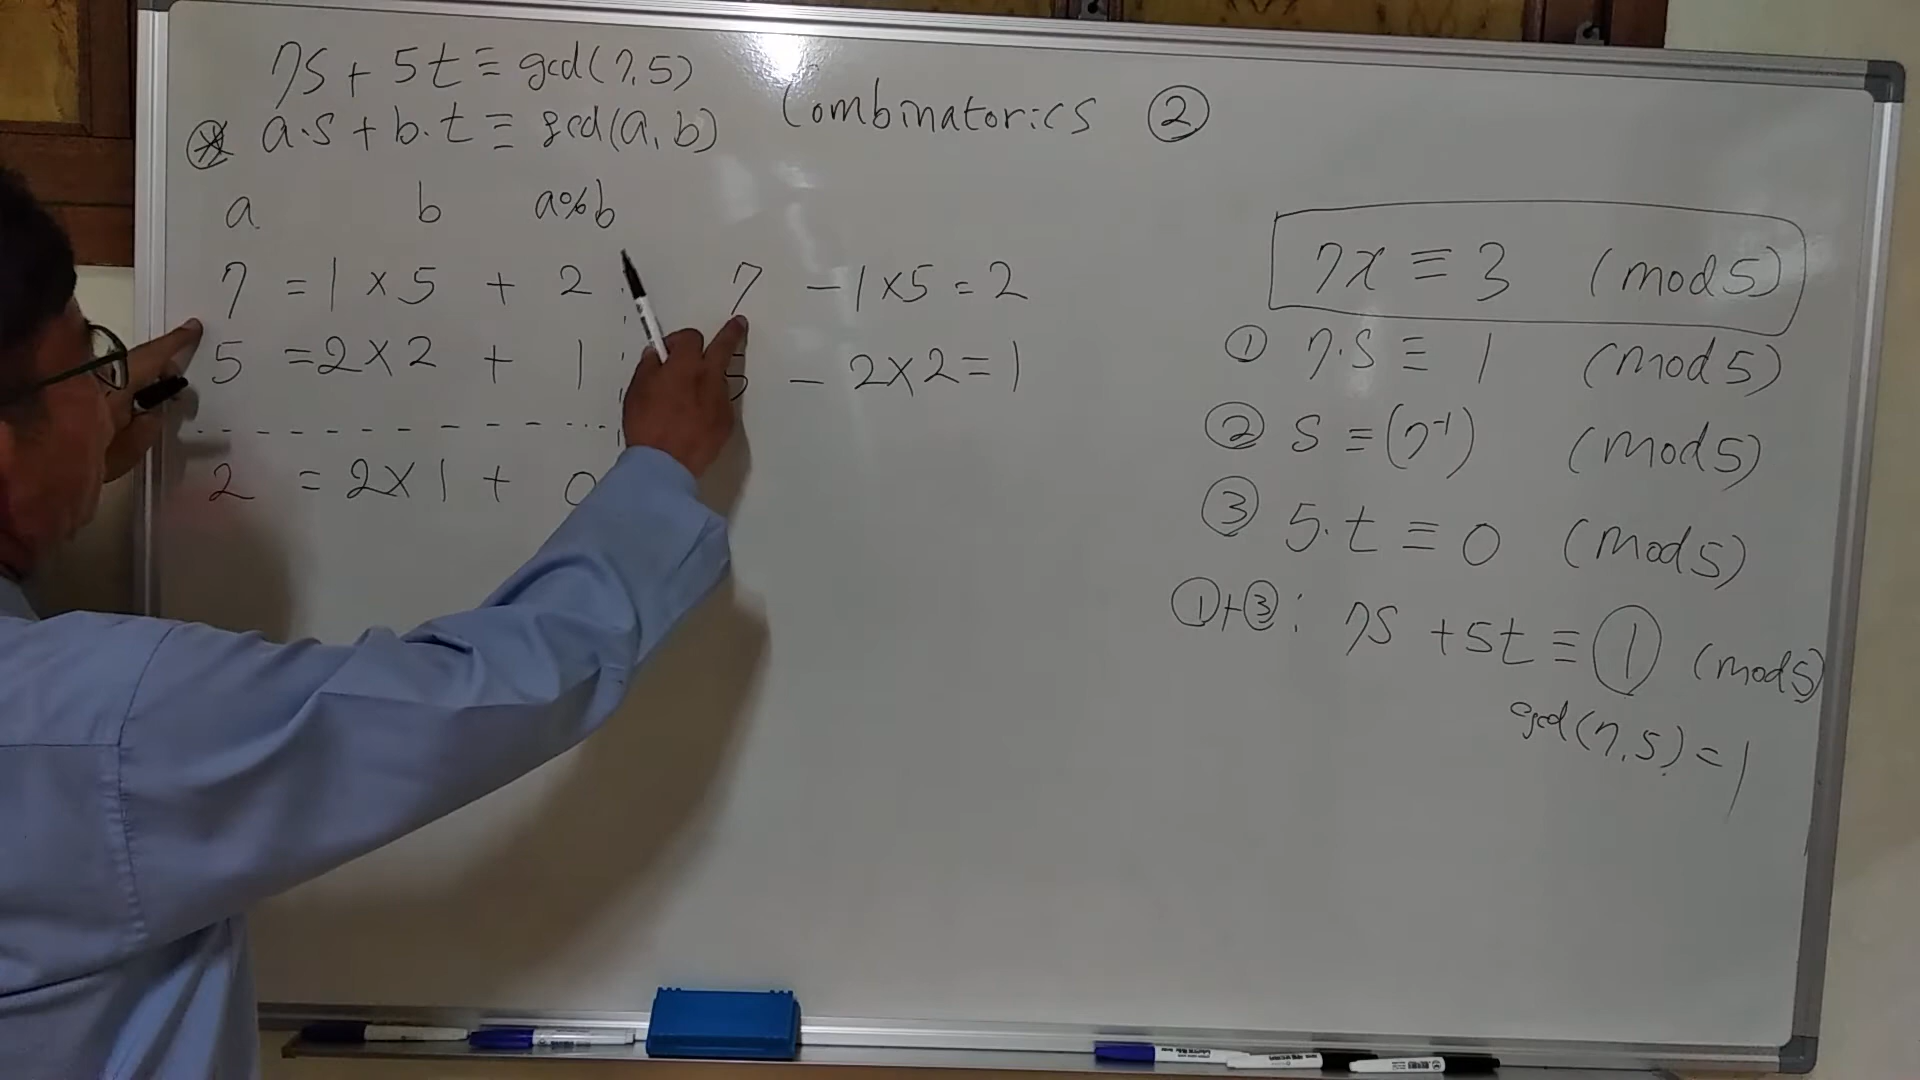 7s + 5t ≡ gcd(7,5)
⊛ a·s + b·t ≡ gcd(a,b)
Combinatorics ②
a b a%b
7 = 1 × 5 + 2
5 = 2 × 2 + 1
2 = 2 × 1 + 0
7 - 1 × 5 = 2
5 - 2 × 2 = 1
7x ≡ 3 (mod 5)
① 7·s ≡ 1 (mod 5)
② s ≡ (7⁻¹) (mod 5)
③ 5·t ≡ 0 (mod 5)
①+③: 7s + 5t ≡ 1 (mod 5)
gcd(7,5) = 1